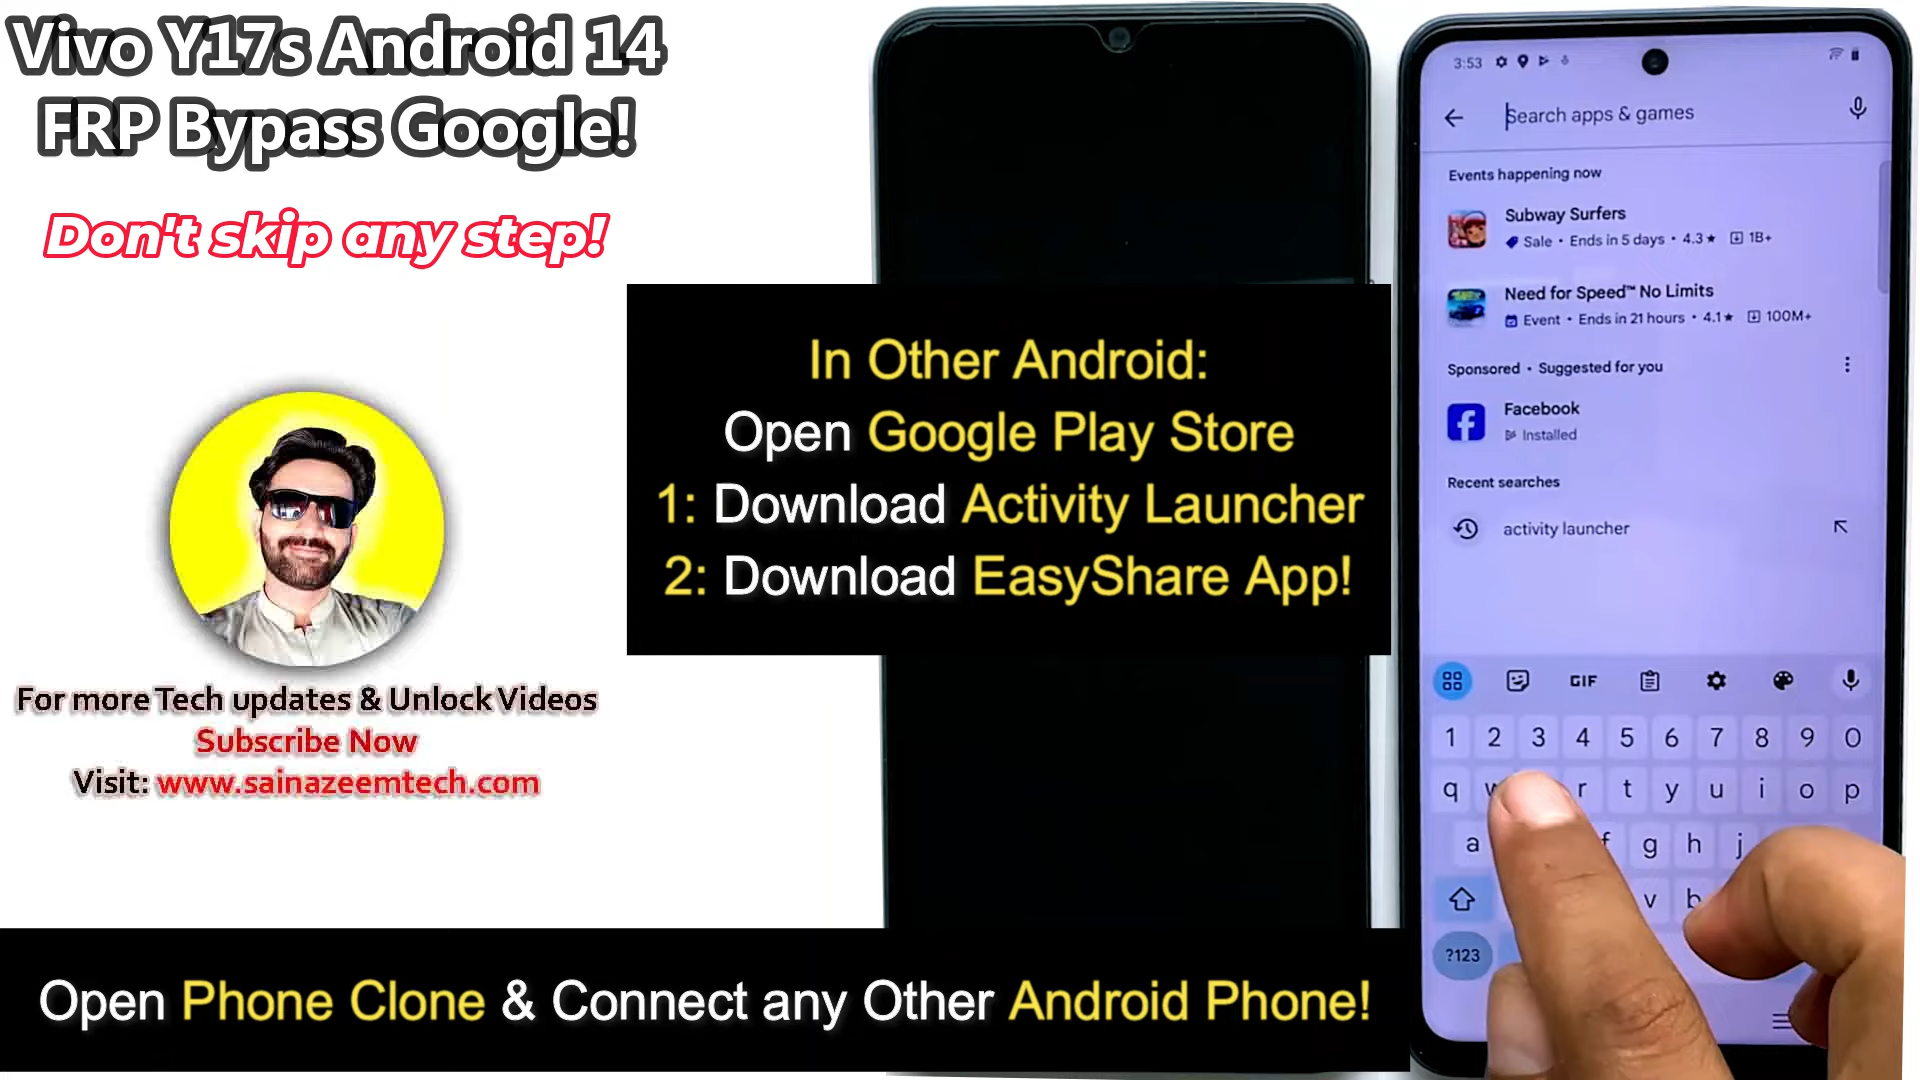 Vivo Y17s Android 14
FRP Bypass Google!
Don't skip any step!
For more Tech updates & Unlock Videos
Subscribe Now
Visit: www.sainazeemtech.com
In Other Android:
Open Google Play Store
1: Download Activity Launcher
2: Download EasyShare App!
Open Phone Clone & Connect any Other Android Phone!
3:53
Search apps & games
Events happening now
Subway Surfers
Sale • Ends in 5 days • 4.3★ 1B+
Need for Speed™ No Limits
Event • Ends in 21 hours • 4.1★ 100M+
Sponsored • Suggested for you
Facebook
Installed
Recent searches
activity launcher
GIF
1 2 3 4 5 6 7 8 9 0
q w r t y u i o p
a f g h j
v b
?123